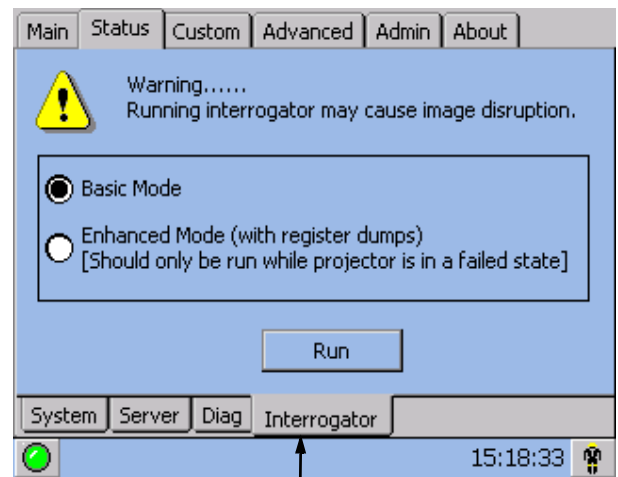 Main Status Custom Advanced Admin About
Warning......
Running interrogator may cause image disruption.
Basic Mode
Enhanced Mode (with register dumps)
[Should only be run while projector is in a failed state]
Run
System Server Diag Interrogator
15:18:33